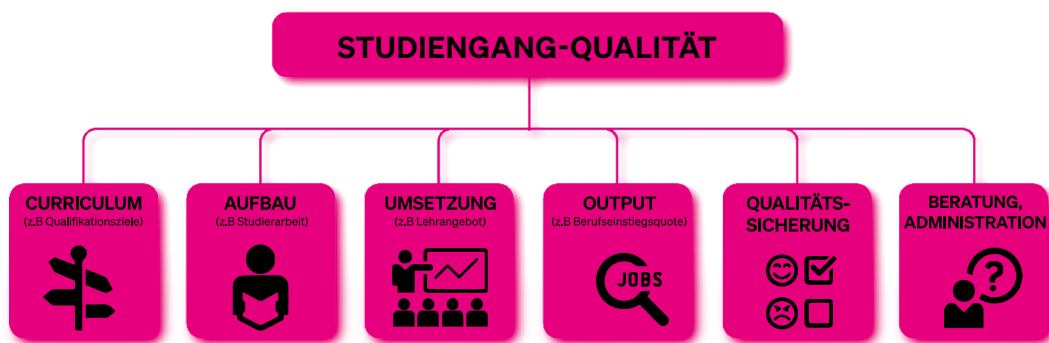 STUDIENGANG-QUALITÄT
CURRICULUM
(z.B Qualifikationsziele)
AUFBAU
(z.B Studierarbeit)
UMSETZUNG
(z.B Lehrangebot)
OUTPUT
(z.B Berufseinstiegsquote)
JOBS
QUALITÄTS-
SICHERUNG
BERATUNG,
ADMINISTRATION
?